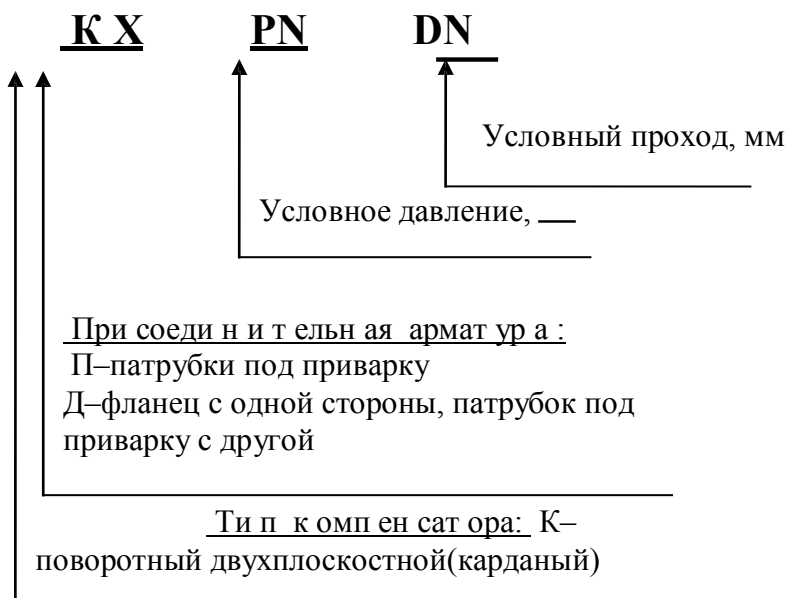 К Х PN DN
Условный проход, мм
Условное давление, __
При соеди н и т ельн ая армат ур а :
П–патрубки под приварку
Д–фланец с одной стороны, патрубок под
приварку с другой
Ти п к омп ен сат ора: К–
поворотный двухплоскостной(карданый)